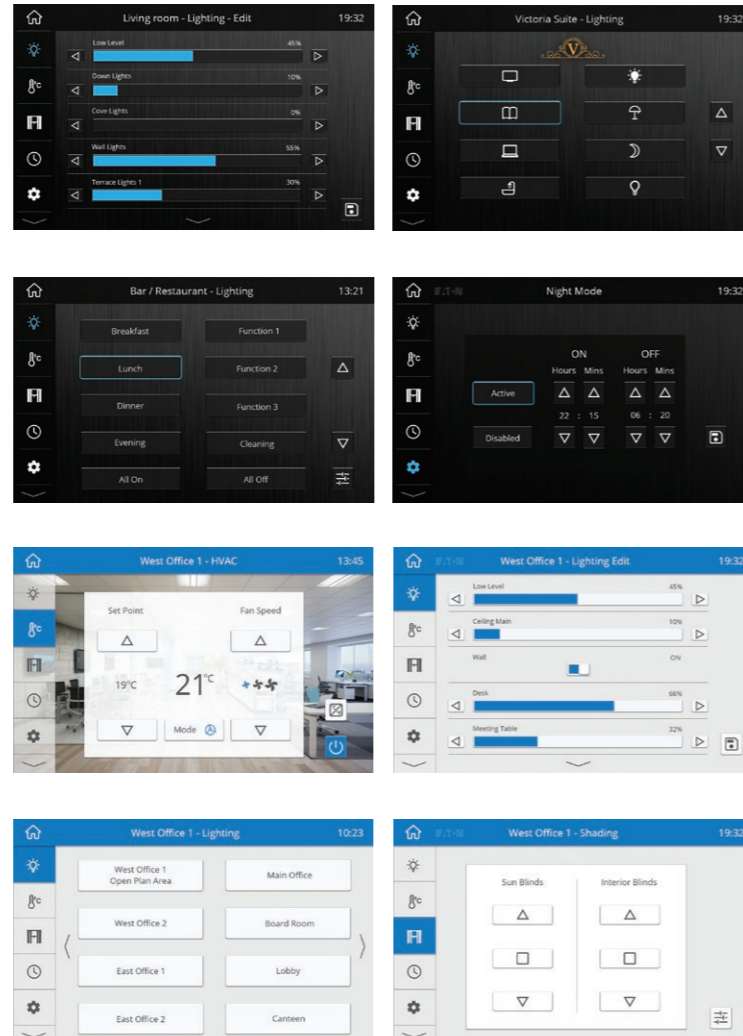 Living room - Lighting - Edit 19:32
Low Level 45%
Down Lights 10%
Cove Lights 0%
Wall Lights 55%
Terrace Lights 1 30%
°C
Victoria Suite - Lighting 19:32
V
°C
Bar / Restaurant - Lighting 13:21
Breakfast Function 1
Lunch Function 2
Dinner Function 3
Evening Cleaning
All On All Off
°C
EATON Night Mode 19:32
ON OFF
Hours Mins Hours Mins
Active
22 : 15 06 : 20
Disabled
°C
West Office 1 - HVAC 13:45
Set Point Fan Speed
°C
19°C 21°C
Mode
EATON West Office 1 - Lighting Edit 19:32
Low Level 45%
Ceiling Main 10%
Wall ON
Desk 66%
Meeting Table 32%
°C
West Office 1 - Lighting 10:23
West Office 1
Open Plan Area Main Office
West Office 2 Board Room
East Office 1 Lobby
East Office 2 Canteen
°C
EATON West Office 1 - Shading 19:32
Sun Blinds Interior Blinds
°C